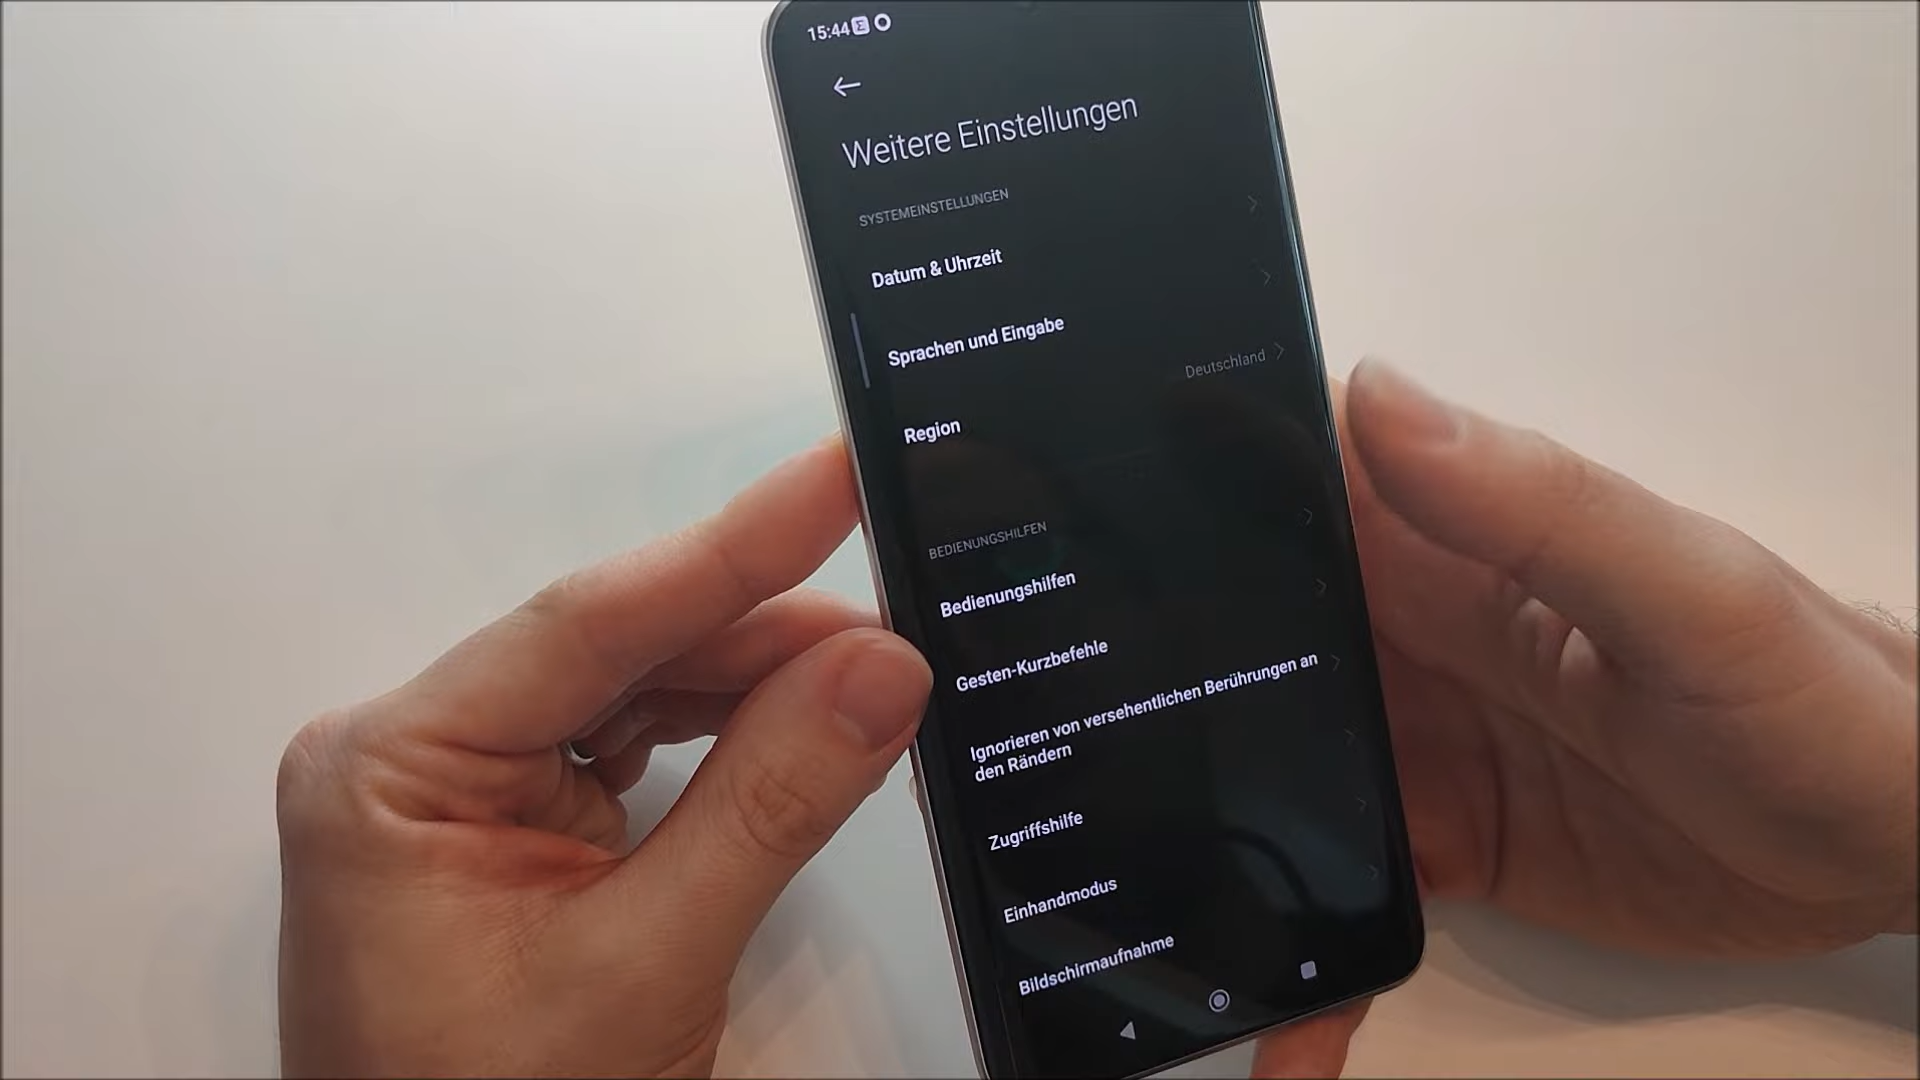 15:44
Weitere Einstellungen
SYSTEMEINSTELLUNGEN
Datum & Uhrzeit
Sprachen und Eingabe
Deutschland
Region
BEDIENUNGSHILFEN
Bedienungshilfen
Gesten-Kurzbefehle
Ignorieren von versehentlichen Berührungen an
den Rändern
Zugriffshilfe
Einhandmodus
Bildschirmaufnahme